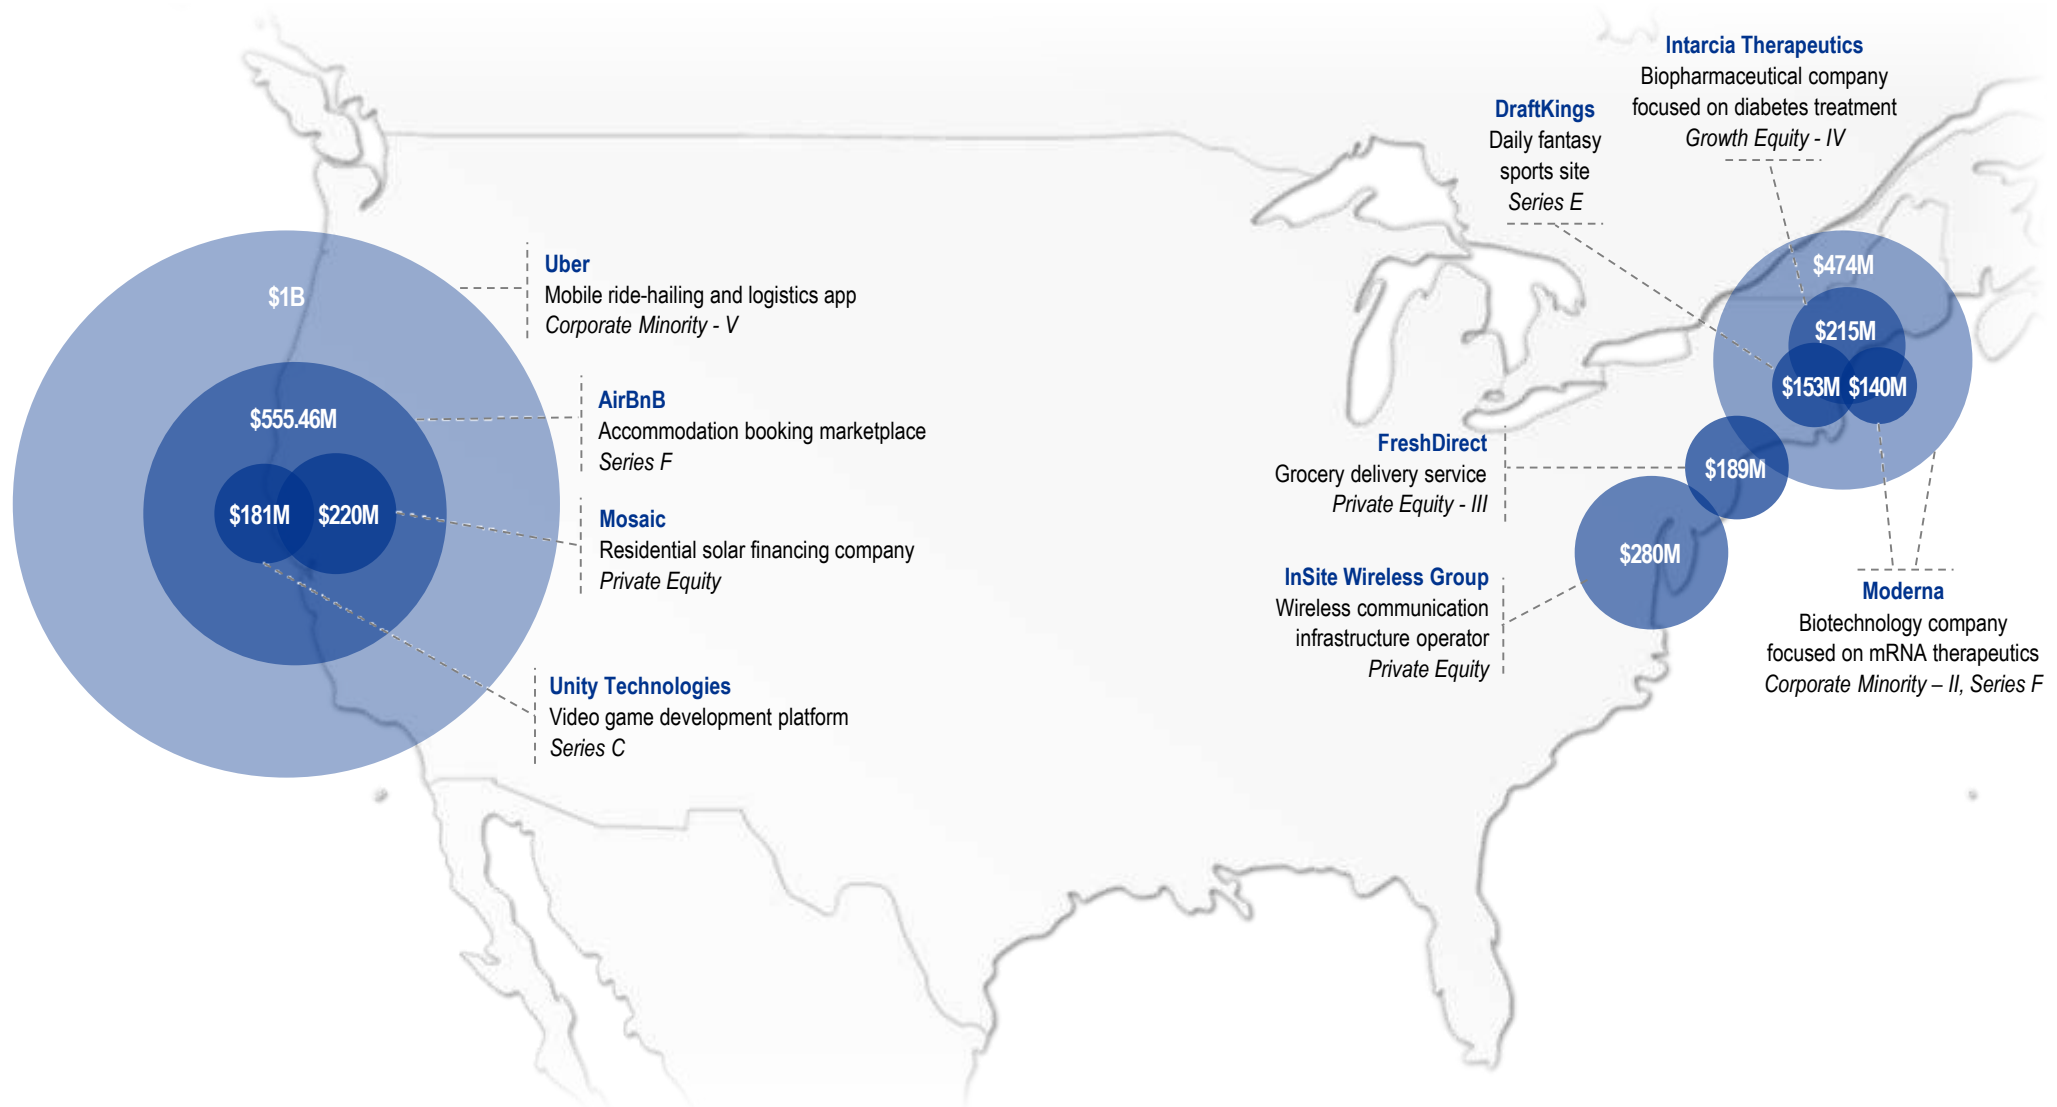 $1B
$555.46M
$181M
$220M
Uber
Mobile ride-hailing and logistics app
Corporate Minority - V
AirBnB
Accommodation booking marketplace
Series F
Mosaic
Residential solar financing company
Private Equity
Unity Technologies
Video game development platform
Series C
Intarcia Therapeutics
Biopharmaceutical company
focused on diabetes treatment
Growth Equity - IV
DraftKings
Daily fantasy
sports site
Series E
$474M
$215M
$153M
$140M
$189M
$280M
FreshDirect
Grocery delivery service
Private Equity - III
InSite Wireless Group
Wireless communication
infrastructure operator
Private Equity
Moderna
Biotechnology company
focused on mRNA therapeutics
Corporate Minority – II, Series F